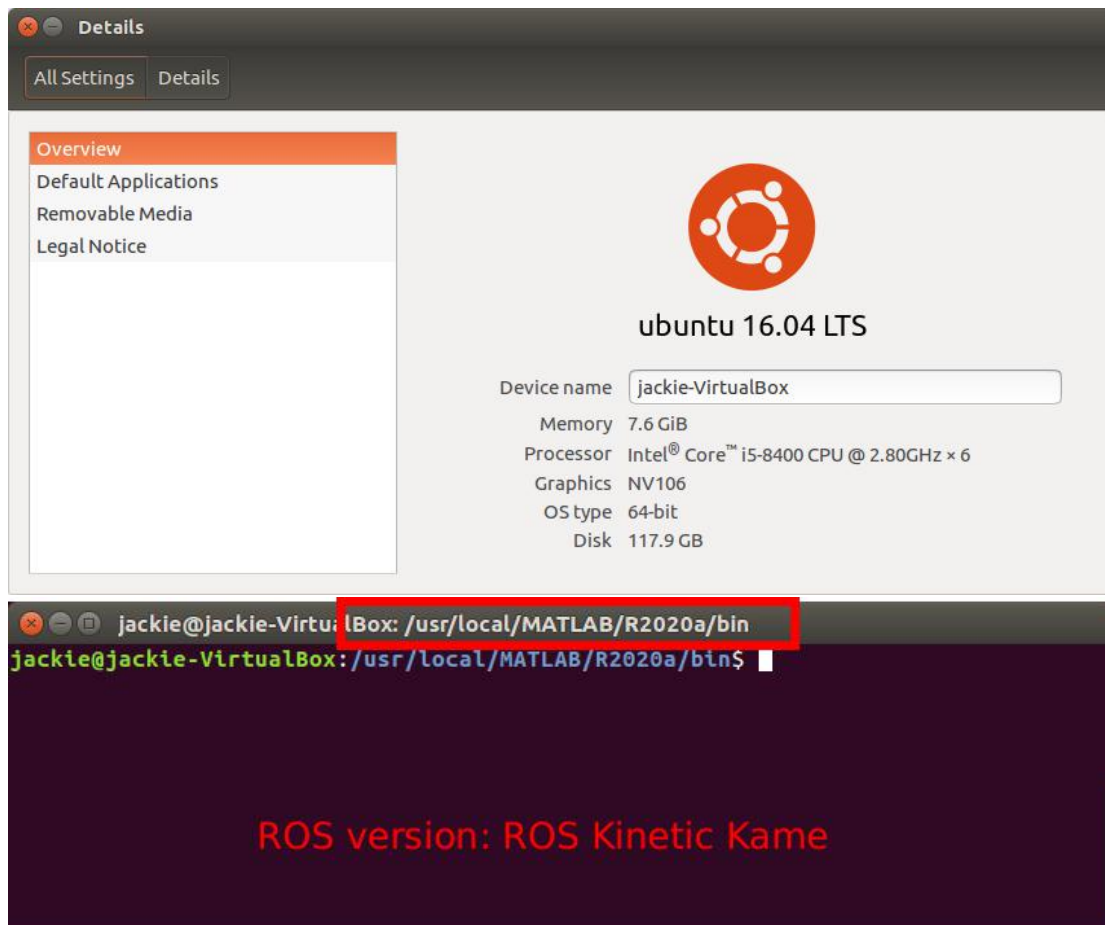 Details
All Settings Details
Overview
Default Applications
Removable Media
Legal Notice
ubuntu 16.04 LTS
Device name jackie-VirtualBox
Memory 7.6 GiB
Processor Intel® Core™ i5-8400 CPU @ 2.80GHz × 6
Graphics NV106
OS type 64-bit
Disk 117.9 GB
jackie@jackie-VirtualBox: /usr/local/MATLAB/R2020a/bin
jackie@jackie-VirtualBox:/usr/local/MATLAB/R2020a/bin$
ROS version: ROS Kinetic Kame